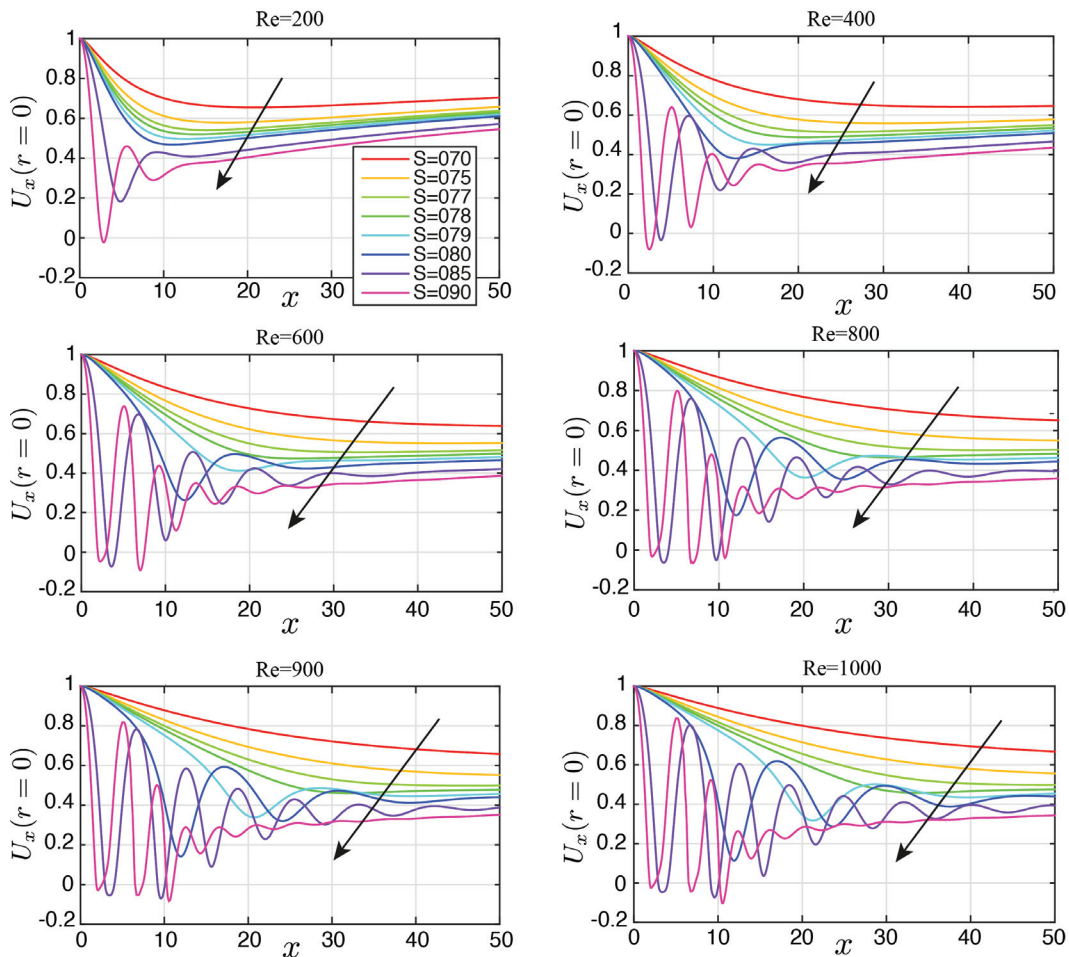 Re=200
1
0.8
0.6
0.4
0.2
0
-0.2
U_x(r = 0)
0 10 20 30 40 50
x
S=070
S=075
S=077
S=078
S=079
S=080
S=085
S=090
Re=400
1
0.8
0.6
0.4
0.2
0
-0.2
U_x(r = 0)
0 10 20 30 40 50
x
Re=600
1
0.8
0.6
0.4
0.2
0
-0.2
U_x(r = 0)
0 10 20 30 40 50
x
Re=800
1
0.8
0.6
0.4
0.2
0
-0.2
U_x(r = 0)
0 10 20 30 40 50
x
Re=900
1
0.8
0.6
0.4
0.2
0
-0.2
U_x(r = 0)
0 10 20 30 40 50
x
Re=1000
1
0.8
0.6
0.4
0.2
0
-0.2
U_x(r = 0)
0 10 20 30 40 50
x